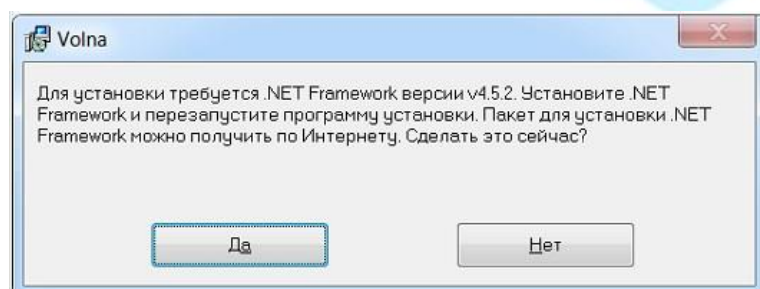 Volna
Для установки требуется .NET Framework версии v4.5.2. Установите .NET
Framework и перезапустите программу установки. Пакет для установки .NET
Framework можно получить по Интернету. Сделать это сейчас?
Да
Нет